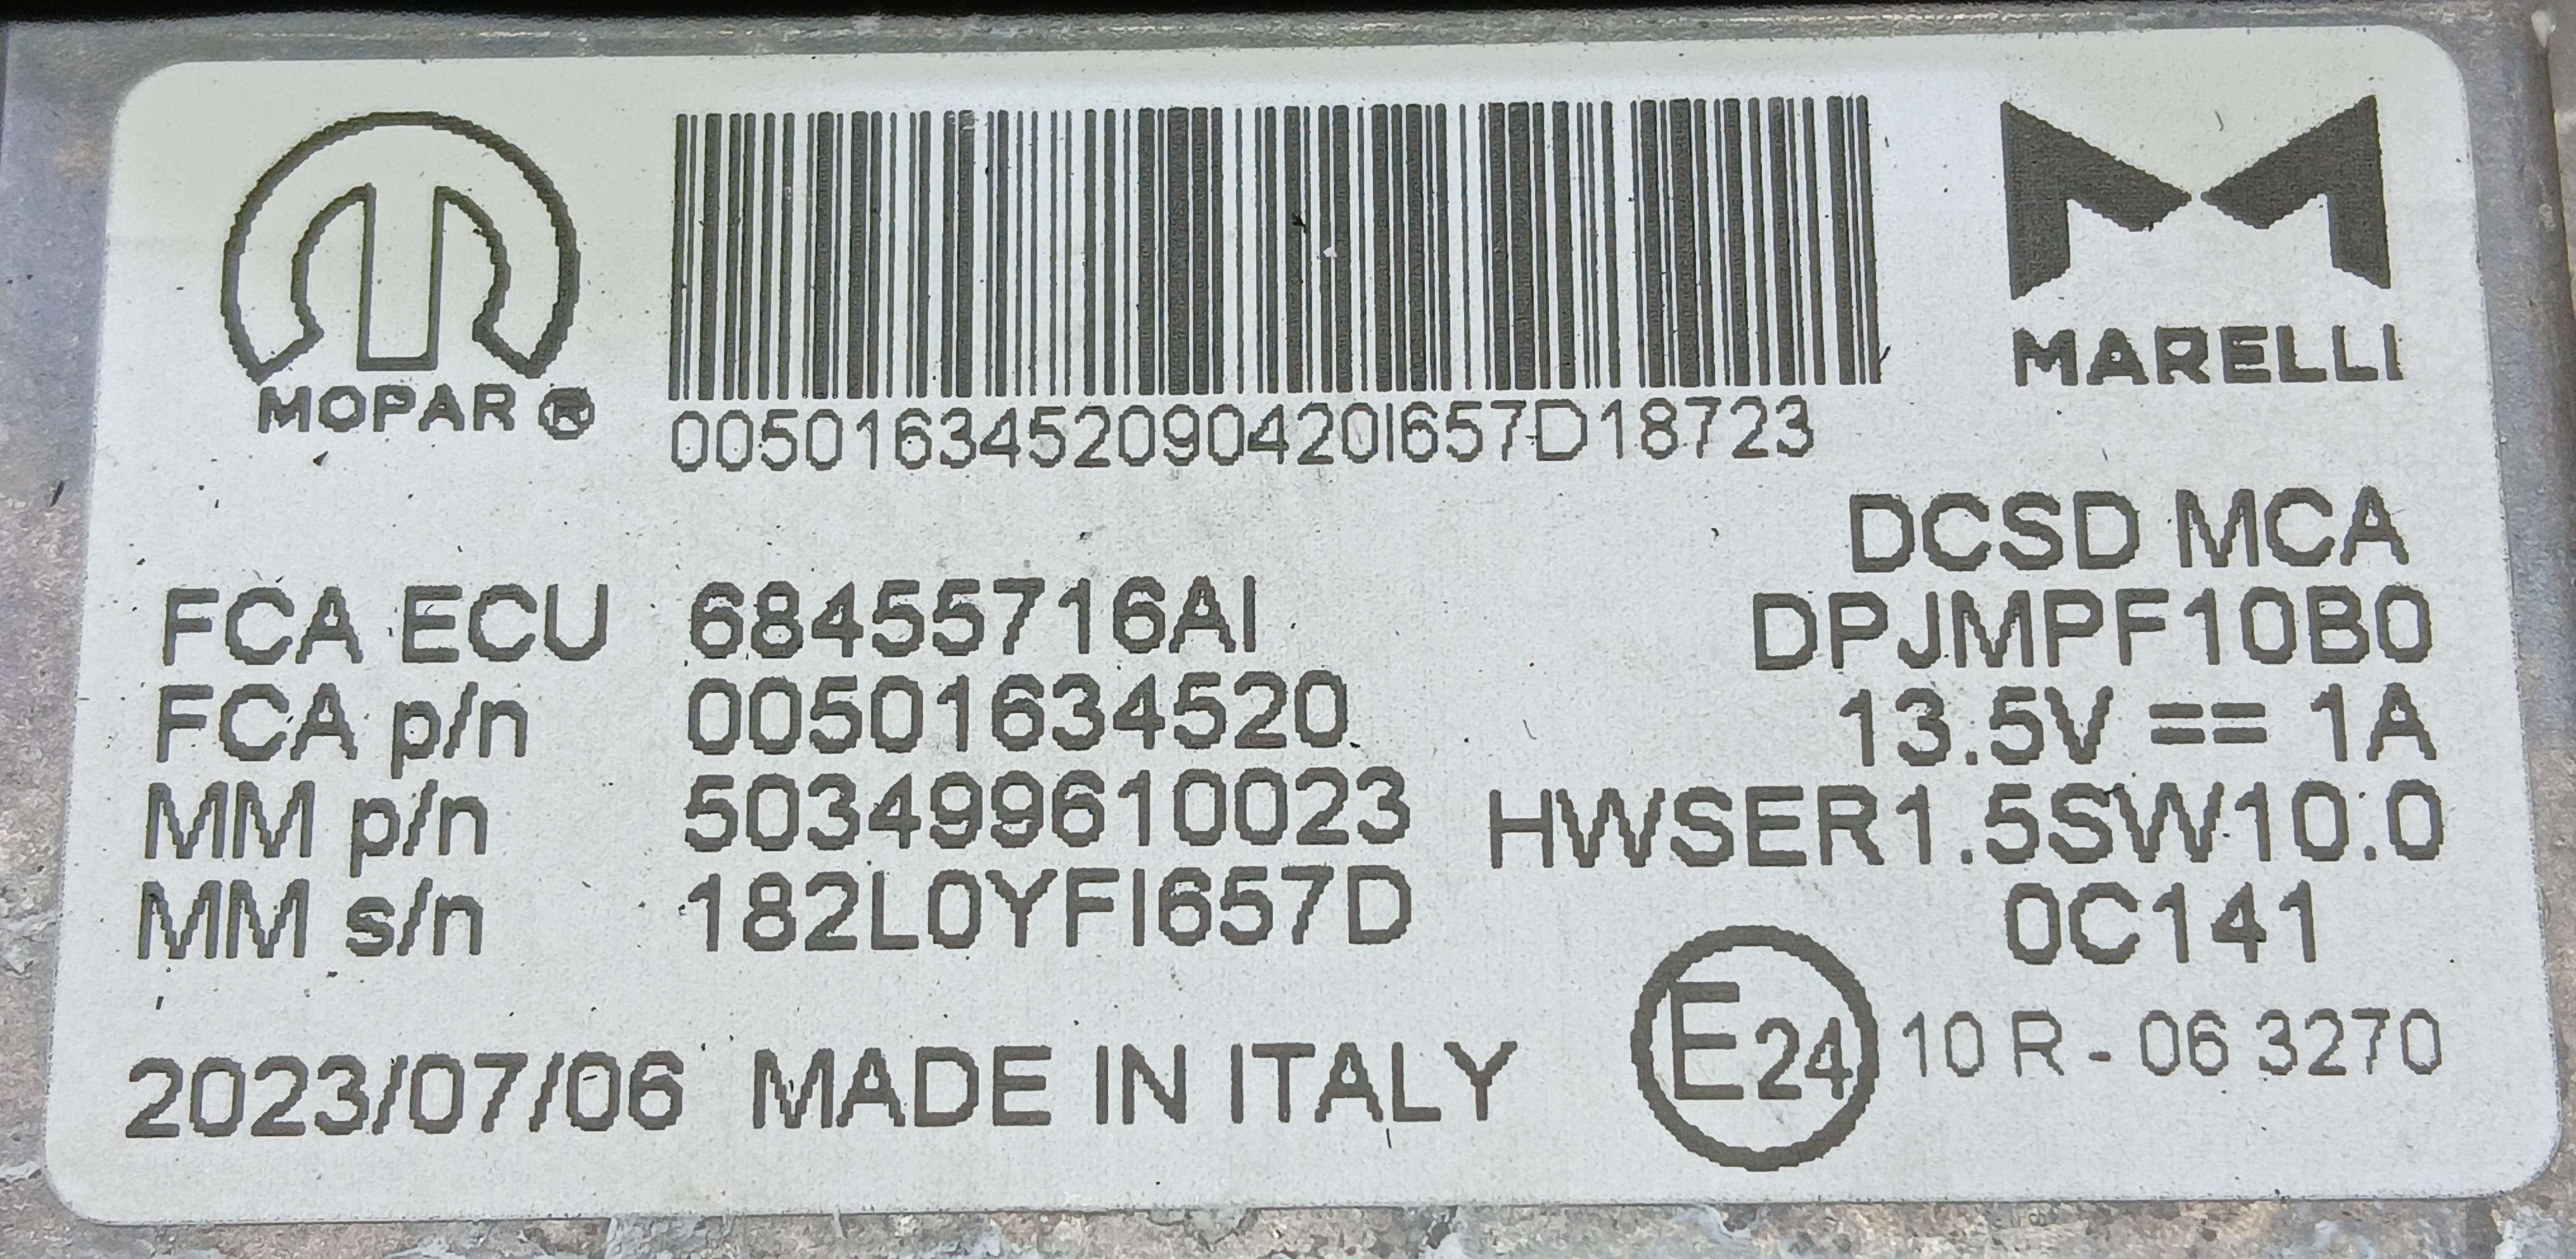 MOPAR ®
0050163452090420I657D18723
MARELLI
DCSD MCA
FCA ECU 68455716AI
DPJMPF10B0
FCA p/n 00501634520
13.5V == 1A
MM p/n 503499610023
HWSER1.5SW10.0
MM s/n 182L0YFI657D
0C141
2023/07/06 MADE IN ITALY
E24 10 R - 06 3270